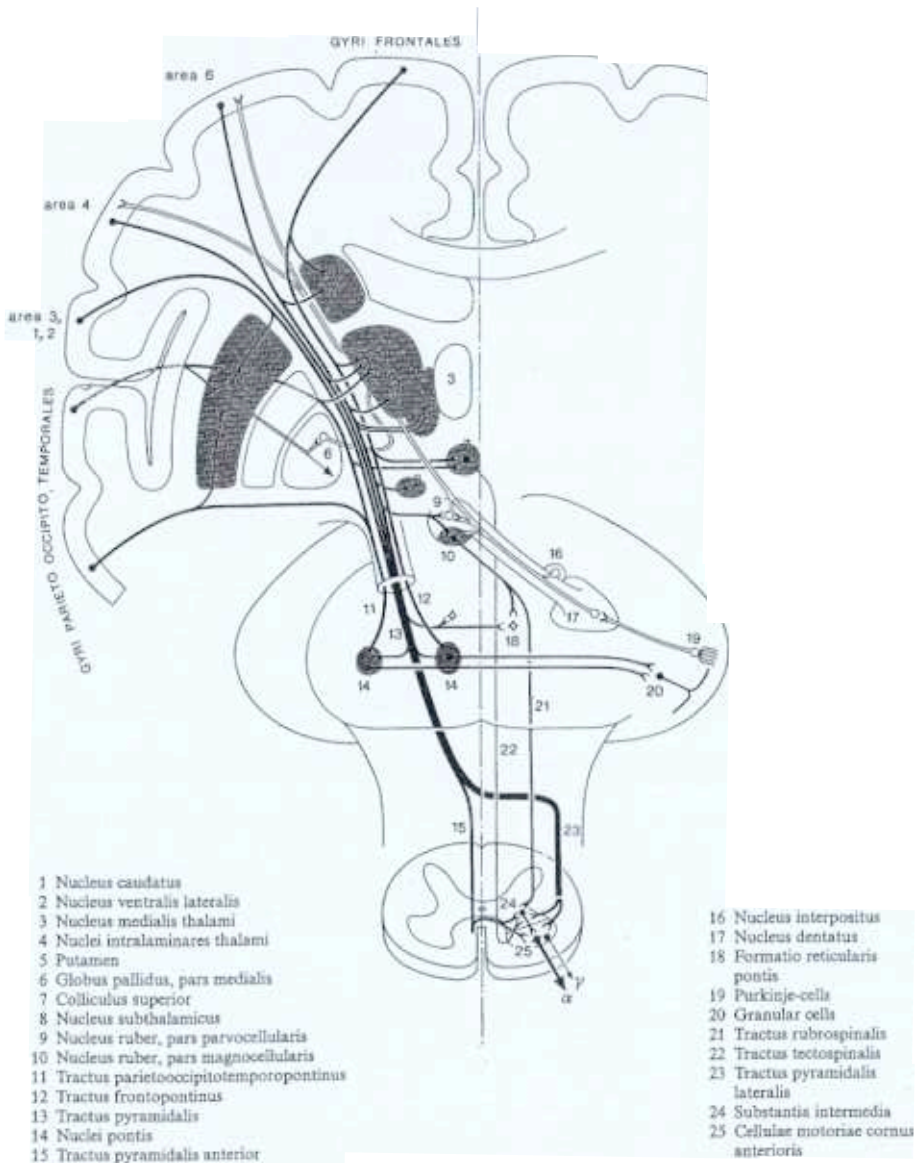 GYRI FRONTALES
area 6
area 4
area 3,
1, 2
GYRI PARIETO OCCIPITO, TEMPORALES
3
6
9
10
16
17
11
12
13
18
19
14
14
20
21
22
15
23
24
25
γ
α
1 Nucleus caudatus
2 Nucleus ventralis lateralis
3 Nucleus medialis thalami
4 Nuclei intralaminares thalami
5 Putamen
6 Globus pallidus, pars medialis
7 Colliculus superior
8 Nucleus subthalamicus
9 Nucleus ruber, pars parvocellularis
10 Nucleus ruber, pars magnocellularis
11 Tractus parietooccipitotemporopontinus
12 Tractus frontopontinus
13 Tractus pyramidalis
14 Nuclei pontis
15 Tractus pyramidalis anterior
16 Nucleus interpositus
17 Nucleus dentatus
18 Formatio reticularis
pontis
19 Purkinje-cells
20 Granular cells
21 Tractus rubrospinalis
22 Tractus tectospinalis
23 Tractus pyramidalis
lateralis
24 Substantia intermedia
25 Cellulae motoriae cornus
anterioris